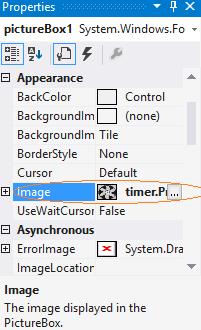 Properties
pictureBox1 System.Windows.Fo
Appearance
BackColor Control
BackgroundIm (none)
BackgroundIm Tile
BorderStyle None
Cursor Default
Image timer.Pr ...
UseWaitCursor False
Asynchronous
ErrorImage System.Dra
ImageLocation
Image
The image displayed in the
PictureBox.